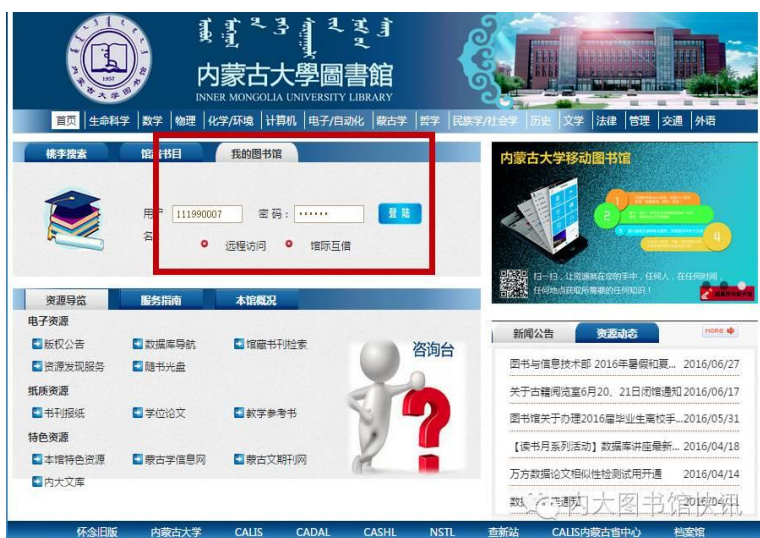 1957
内蒙古大學圖書館
INNER MONGOLIA UNIVERSITY LIBRARY
首页 生命科学 数学 物理 化学/环境 计算机 电子/自动化 蒙古学 哲学 民族学/社会学 历史 文学 法律 管理 交通 外语
桃李搜索 馆藏书目 我的图书馆
用户名 111990007 密码: ······ 登陆
远程访问 馆际互借
内蒙古大学移动图书馆
1
2
3
4
扫一扫,让资源就在您的手中,任何人,在任何时间,
任何地点获取所需要的任何知识!
资源导览 服务指南 本馆概况
电子资源
版权公告 数据库导航 馆藏书刊检索
资源发现服务 随书光盘
纸质资源
书刊报纸 学位论文 教学参考书
特色资源
本馆特色资源 蒙古学信息网 蒙古文期刊网
内大文库
咨询台
新闻公告 资源动态 more
图书与信息技术部 2016年暑假和夏... 2016/06/27
关于古籍阅览室6月20、21日闭馆通知 2016/06/17
图书馆关于办理2016届毕业生离校手... 2016/05/31
【读书月系列活动】数据库讲座最新... 2016/04/18
万方数据论文相似性检测试用开通 2016/04/14
2016/04/11
内大图书馆快讯
怀念旧版 内蒙古大学 CALIS CADAL CASHL NSTL 查新站 CALIS内蒙古省中心 档案馆